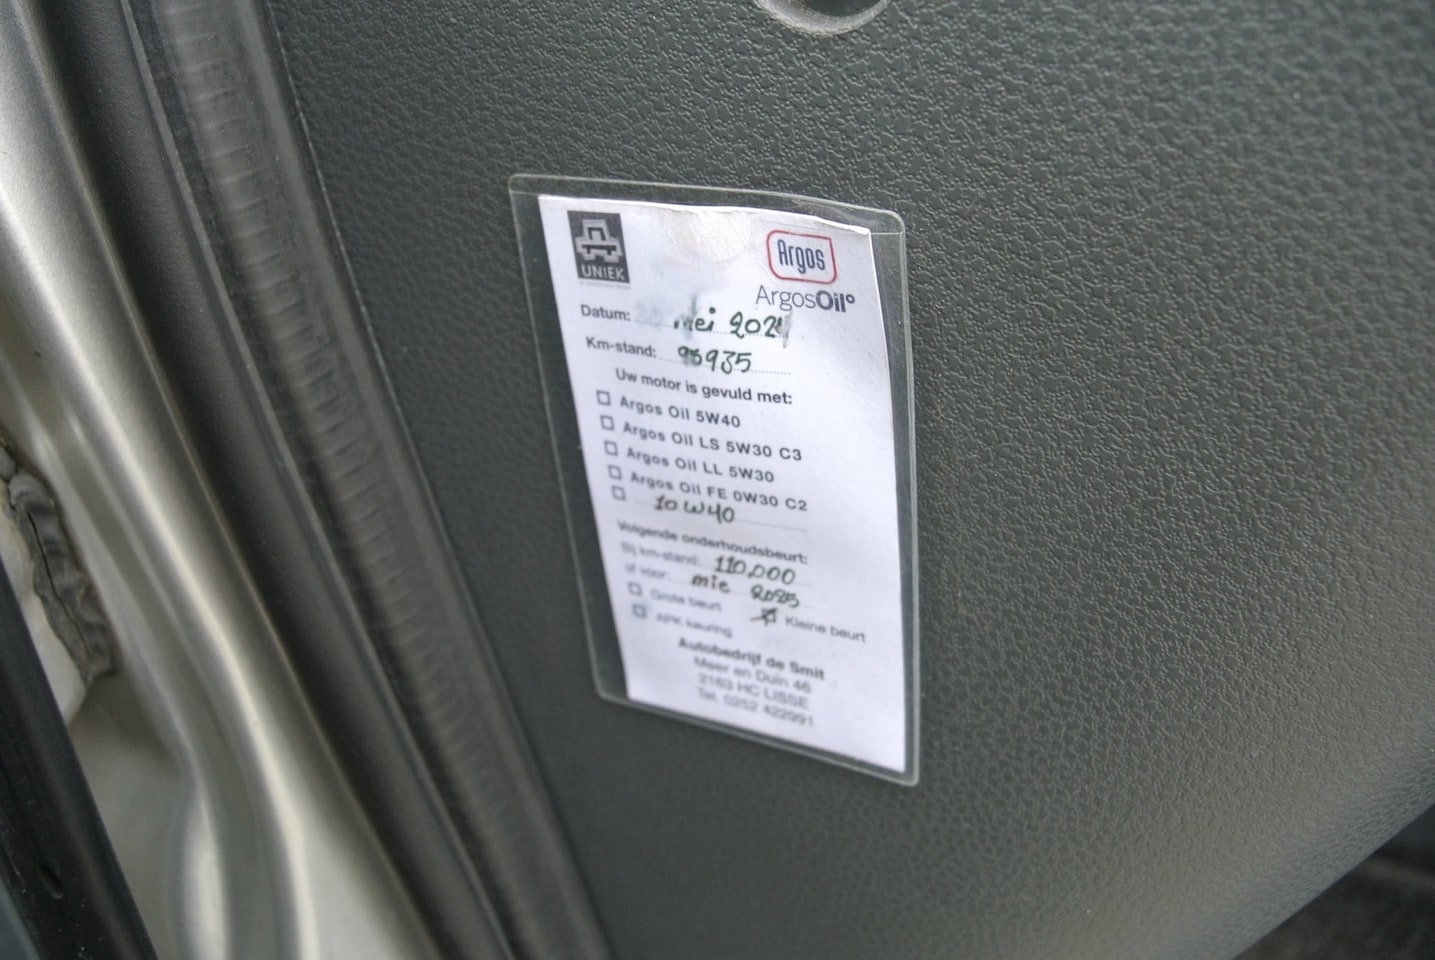 UNIEK
Argos
ArgosOil
Datum: mei 2024
Km-stand: 95935
Uw motor is gevuld met:
☐ Argos Oil 5W40
☐ Argos Oil LS 5W30 C3
☐ Argos Oil LL 5W30
☐ Argos Oil FE 0W30 C2
☐ 10W40
Volgende onderhoudsbeurt:
Bij km-stand: 110,000
of voor: mie 2025
☐ Grote beurt ☒ Kleine beurt
☐ APK keuring
Autobedrijf de Smit
Meer en Duin 46
2163 HC LISSE
Tel. 0252 422991